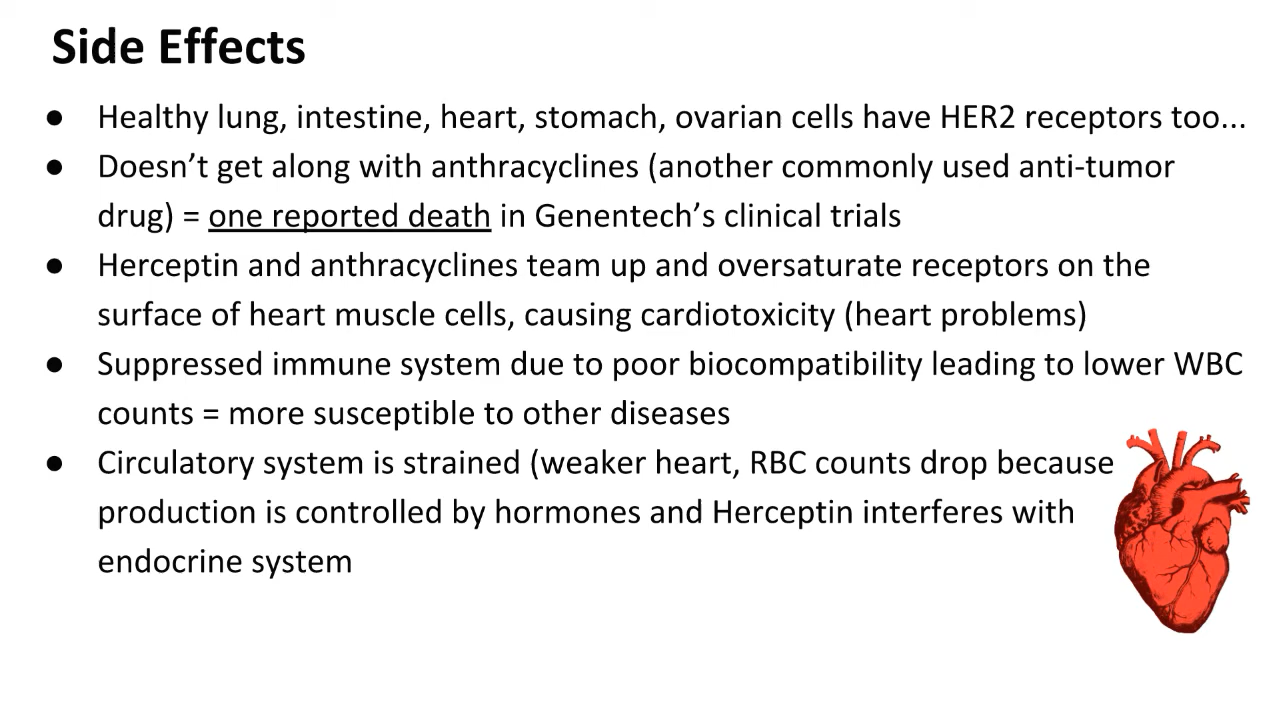 Side Effects
● Healthy lung, intestine, heart, stomach, ovarian cells have HER2 receptors too...
● Doesn’t get along with anthracyclines (another commonly used anti-tumor
drug) = one reported death in Genentech’s clinical trials
● Herceptin and anthracyclines team up and oversaturate receptors on the
surface of heart muscle cells, causing cardiotoxicity (heart problems)
● Suppressed immune system due to poor biocompatibility leading to lower WBC
counts = more susceptible to other diseases
● Circulatory system is strained (weaker heart, RBC counts drop because
production is controlled by hormones and Herceptin interferes with
endocrine system